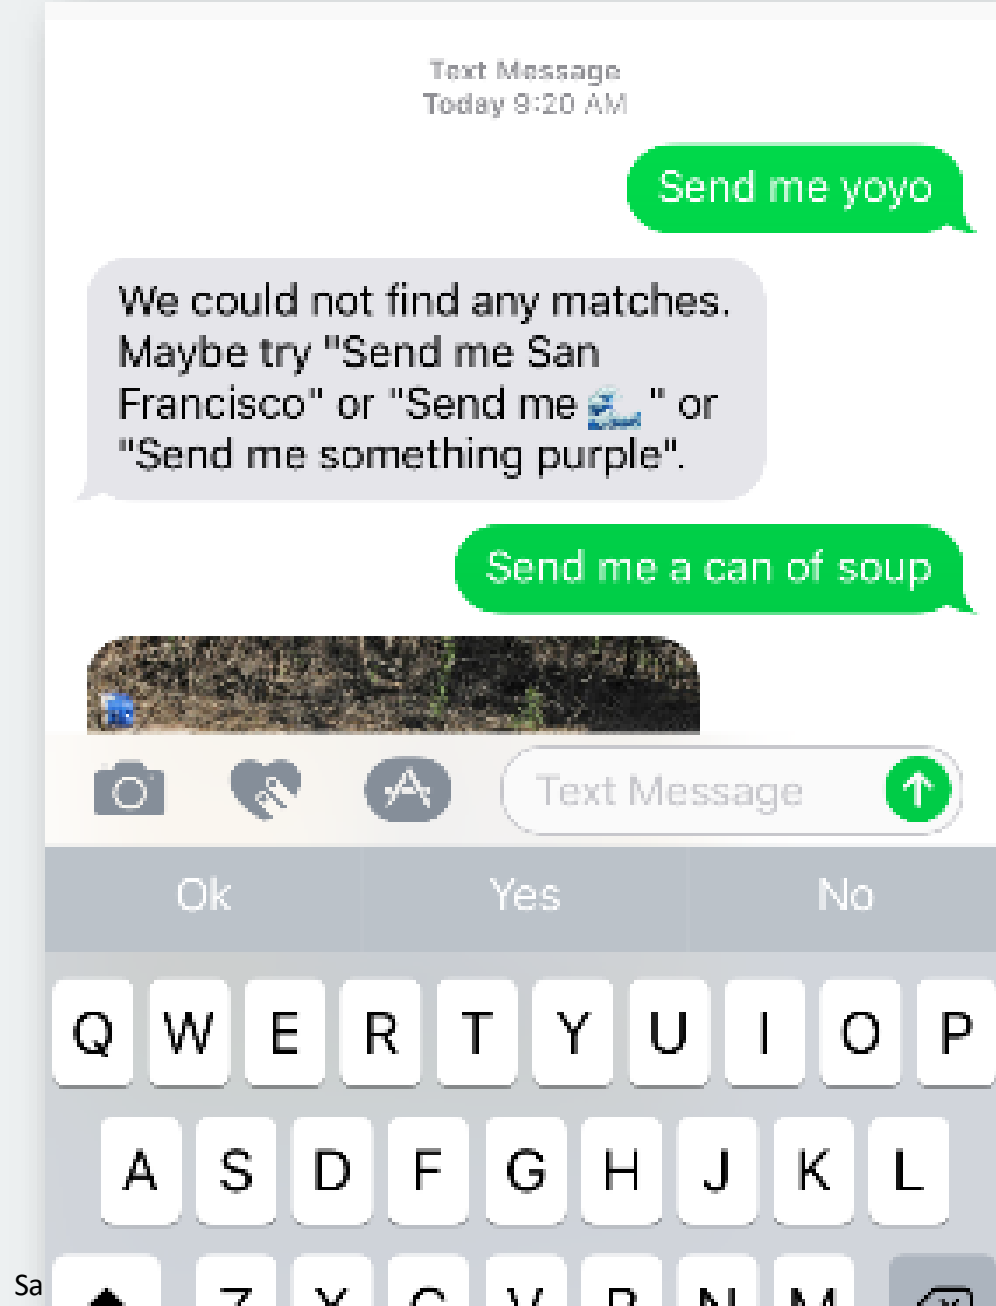 Text Message
Today 9:20 AM
Send me yoyo
We could not find any matches.
Maybe try "Send me San
Francisco" or "Send me 🌊" or
"Send me something purple".
Send me a can of soup
Text Message
Ok Yes No
Q W E R T Y U I O P
A S D F G H J K L
Sa Z X C V B N M